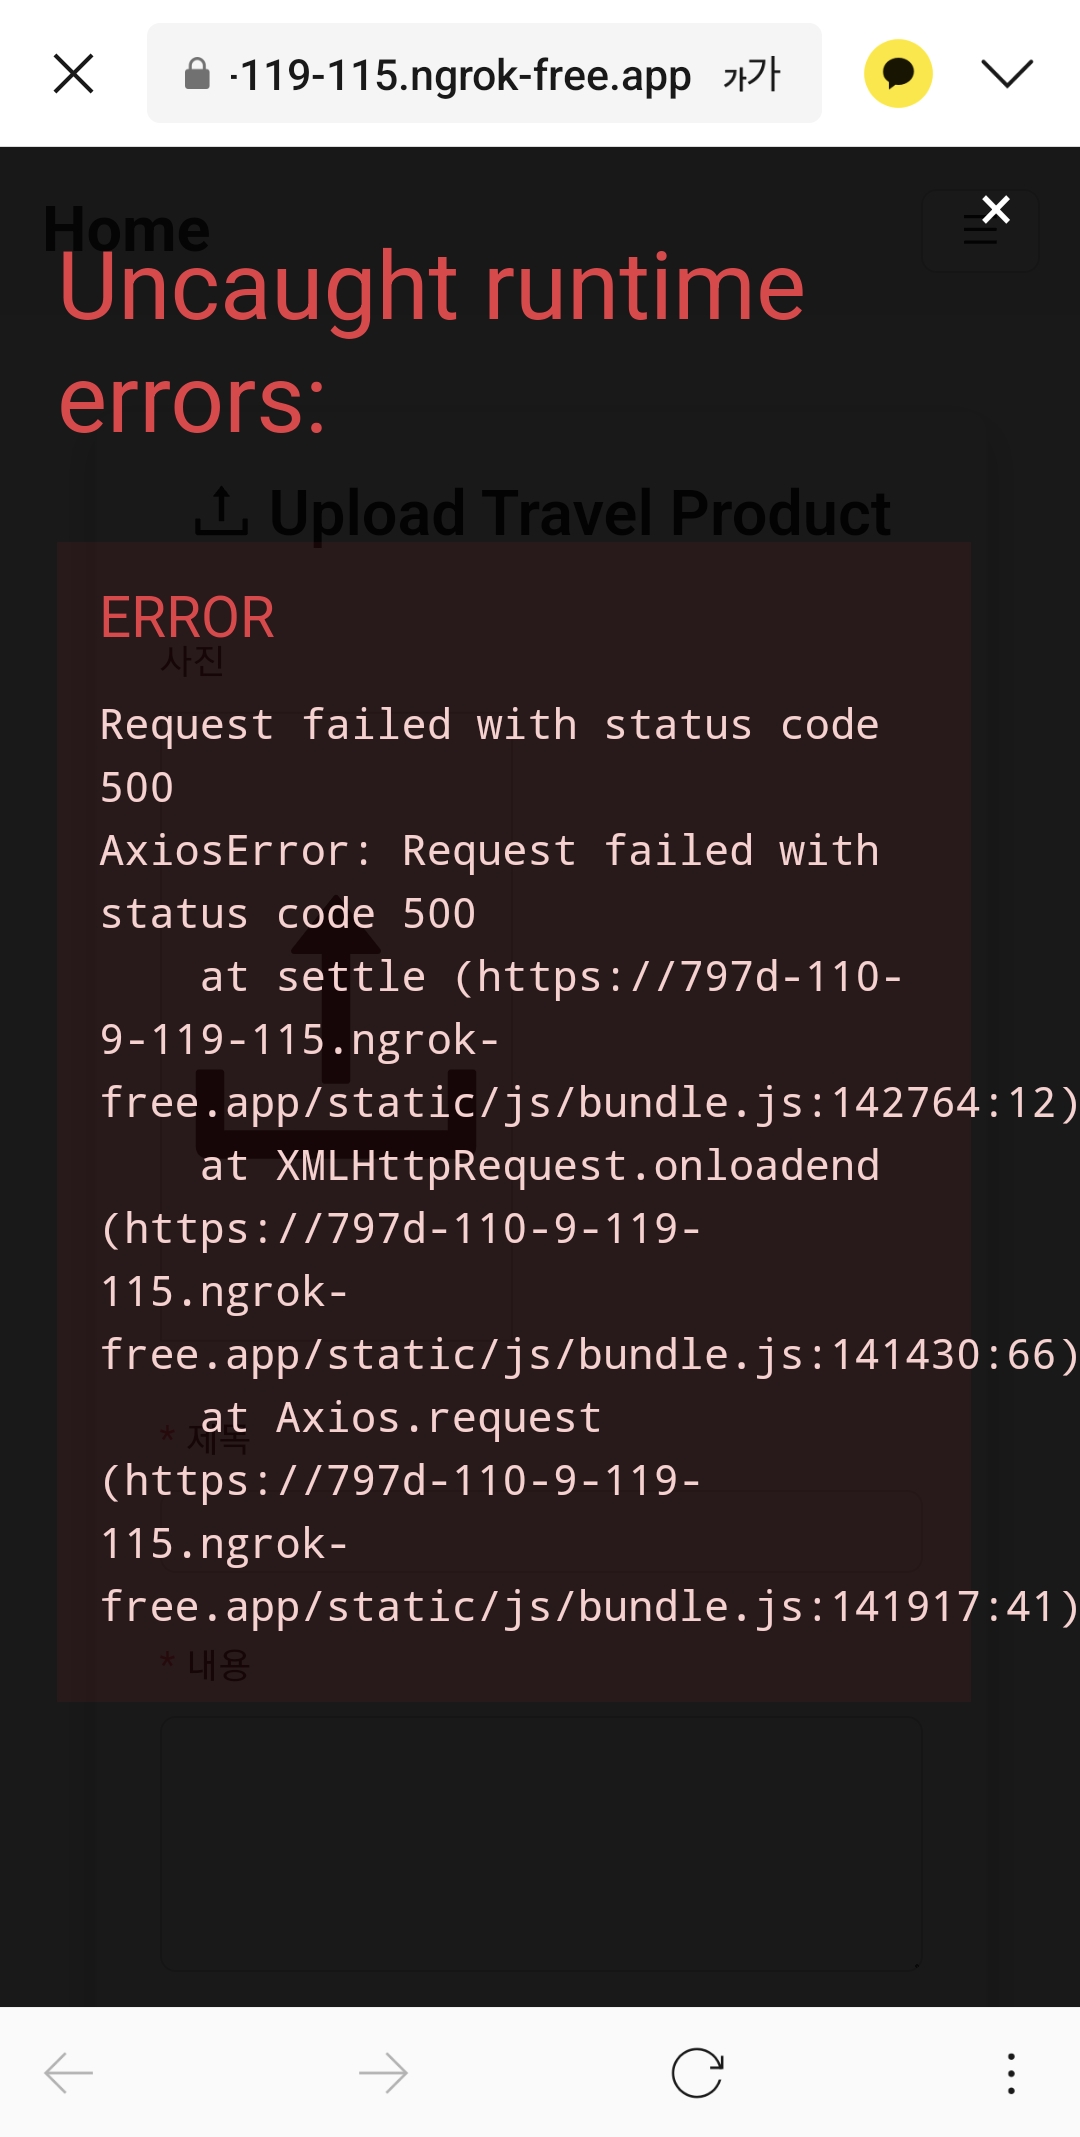 -119-115.ngrok-free.app 가가
Home
Uncaught runtime
errors:
Upload Travel Product
ERROR
사진
Request failed with status code
500
AxiosError: Request failed with
status code 500
at settle (https://797d-110-
9-119-115.ngrok-
free.app/static/js/bundle.js:142764:12)
at XMLHttpRequest.onloadend
(https://797d-110-9-119-
115.ngrok-
free.app/static/js/bundle.js:141430:66)
at Axios.request
* 제목
(https://797d-110-9-119-
115.ngrok-
free.app/static/js/bundle.js:141917:41)
* 내용